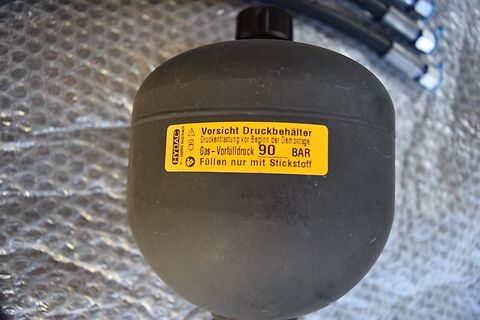 HYDAC
Vorsicht Druckbehälter
Druckentlastung vor Beginn der Demontage.
Gas-Vorfülldruck 90 BAR
Füllen nur mit Stickstoff